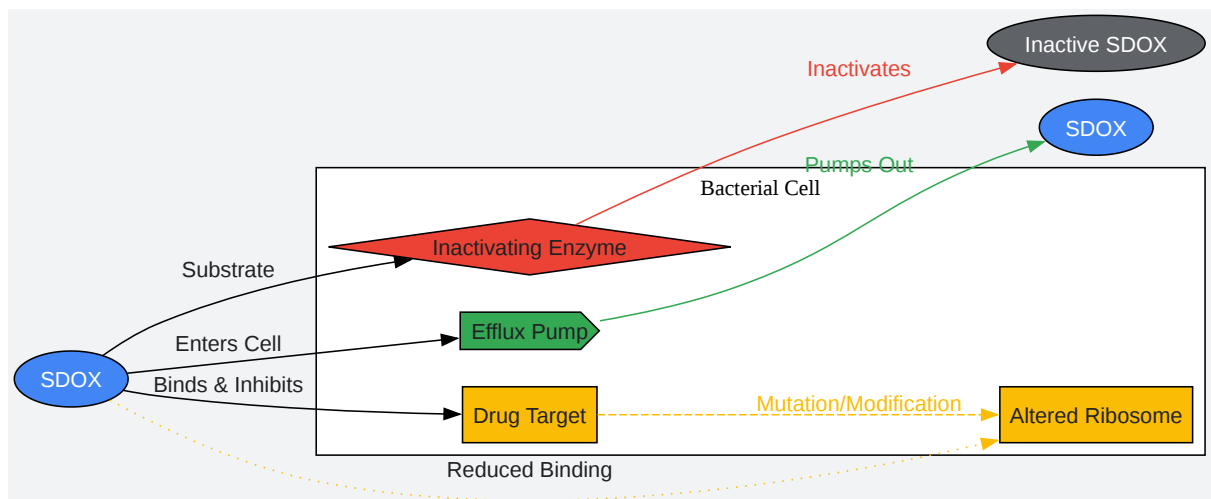 Inactive SDOX
Inactivates
SDOX
Pumps Out
Bacterial Cell
Inactivating Enzyme
Substrate
Efflux Pump
Enters Cell
SDOX
Binds & Inhibits
Drug Target
Mutation/Modification
Altered Ribosome
Reduced Binding